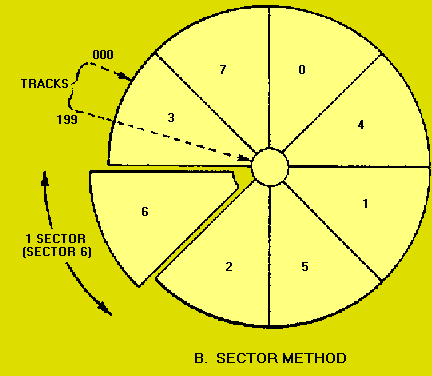 000
TRACKS
199
7
0
3
4
6
1
1 SECTOR
(SECTOR 6)
2
5
B. SECTOR METHOD